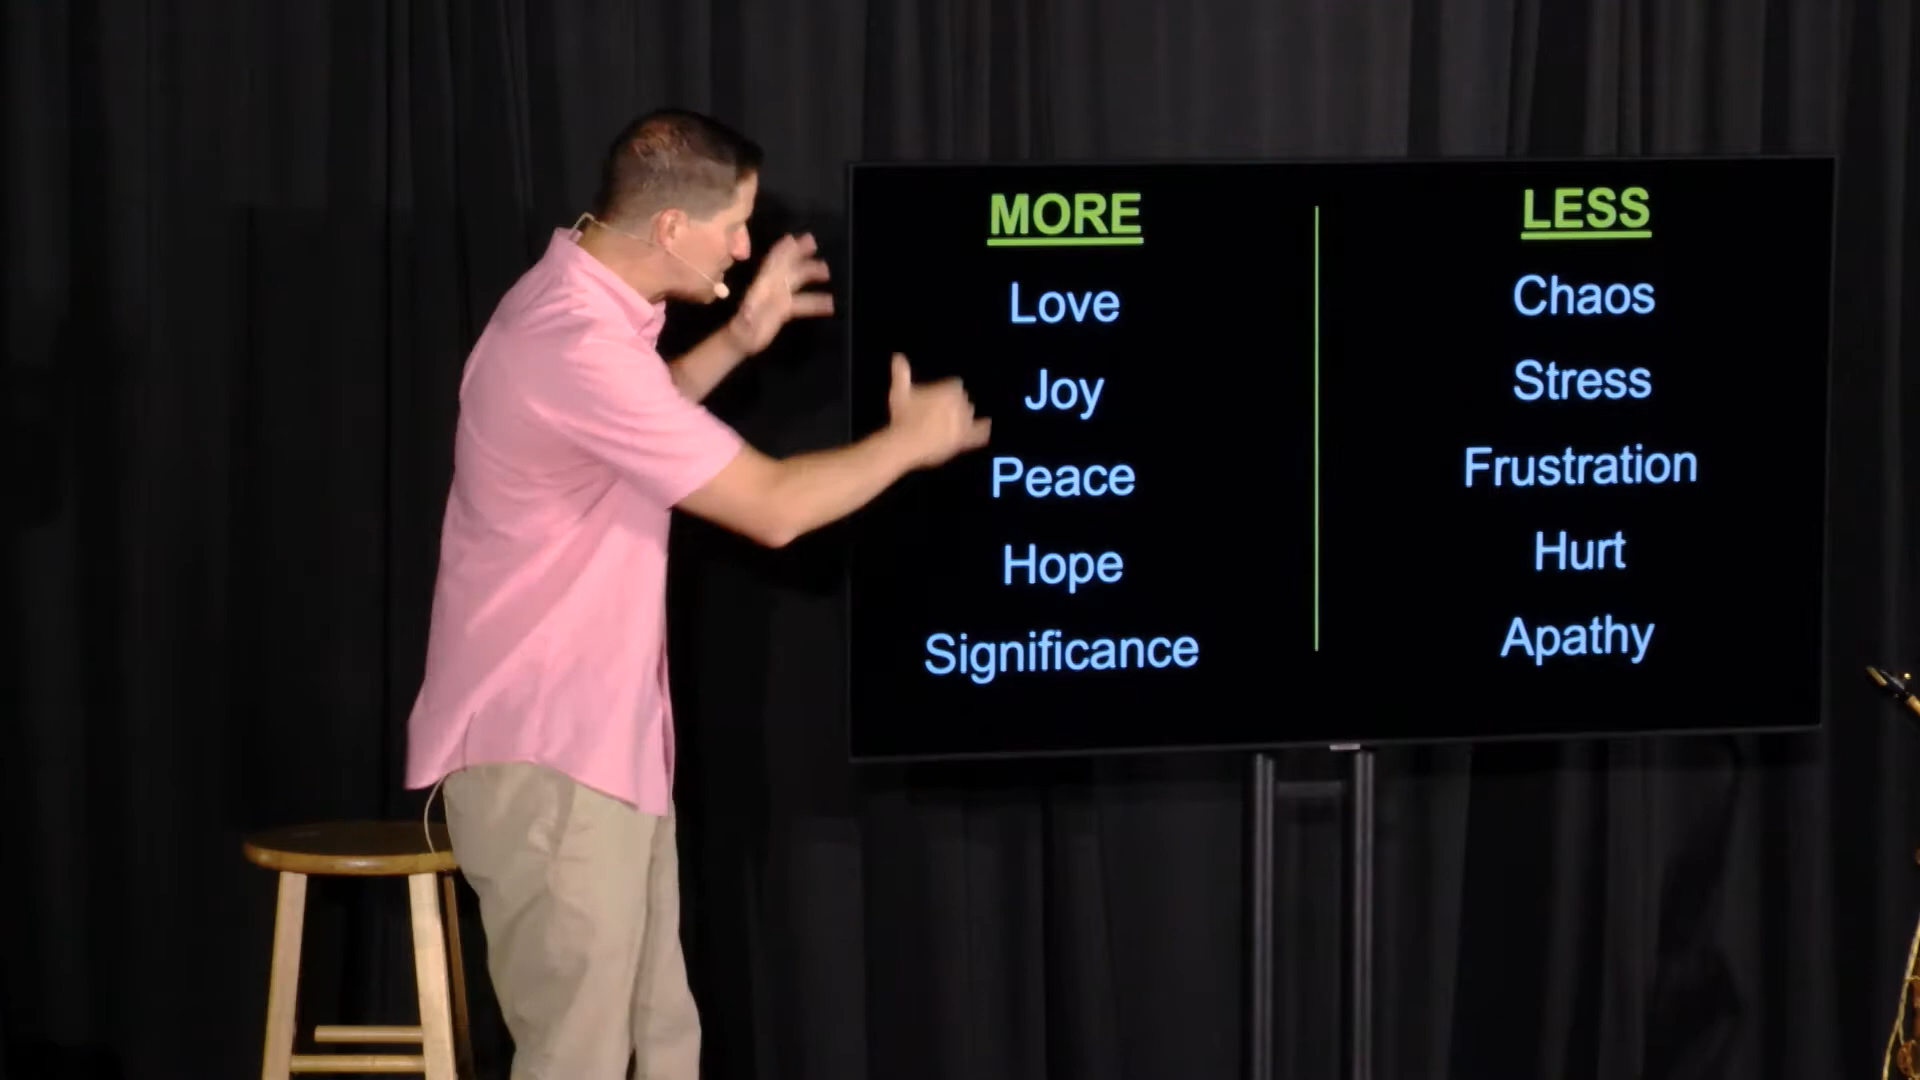 MORE
Love
Joy
Peace
Hope
Significance
LESS
Chaos
Stress
Frustration
Hurt
Apathy